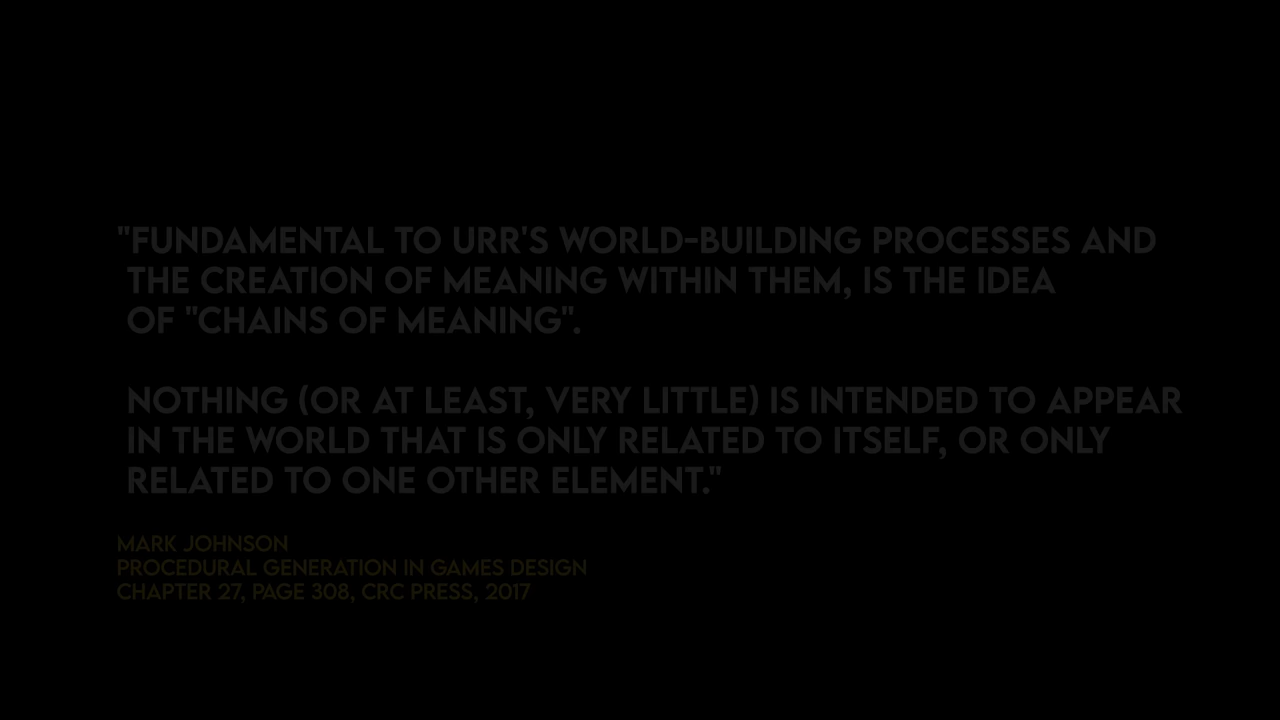 "FUNDAMENTAL TO URR'S WORLD-BUILDING PROCESSES AND
THE CREATION OF MEANING WITHIN THEM, IS THE IDEA
OF "CHAINS OF MEANING".
NOTHING (OR AT LEAST, VERY LITTLE) IS INTENDED TO APPEAR
IN THE WORLD THAT IS ONLY RELATED TO ITSELF, OR ONLY
RELATED TO ONE OTHER ELEMENT."
MARK JOHNSON
PROCEDURAL GENERATION IN GAMES DESIGN
CHAPTER 27, PAGE 308, CRC PRESS, 2017